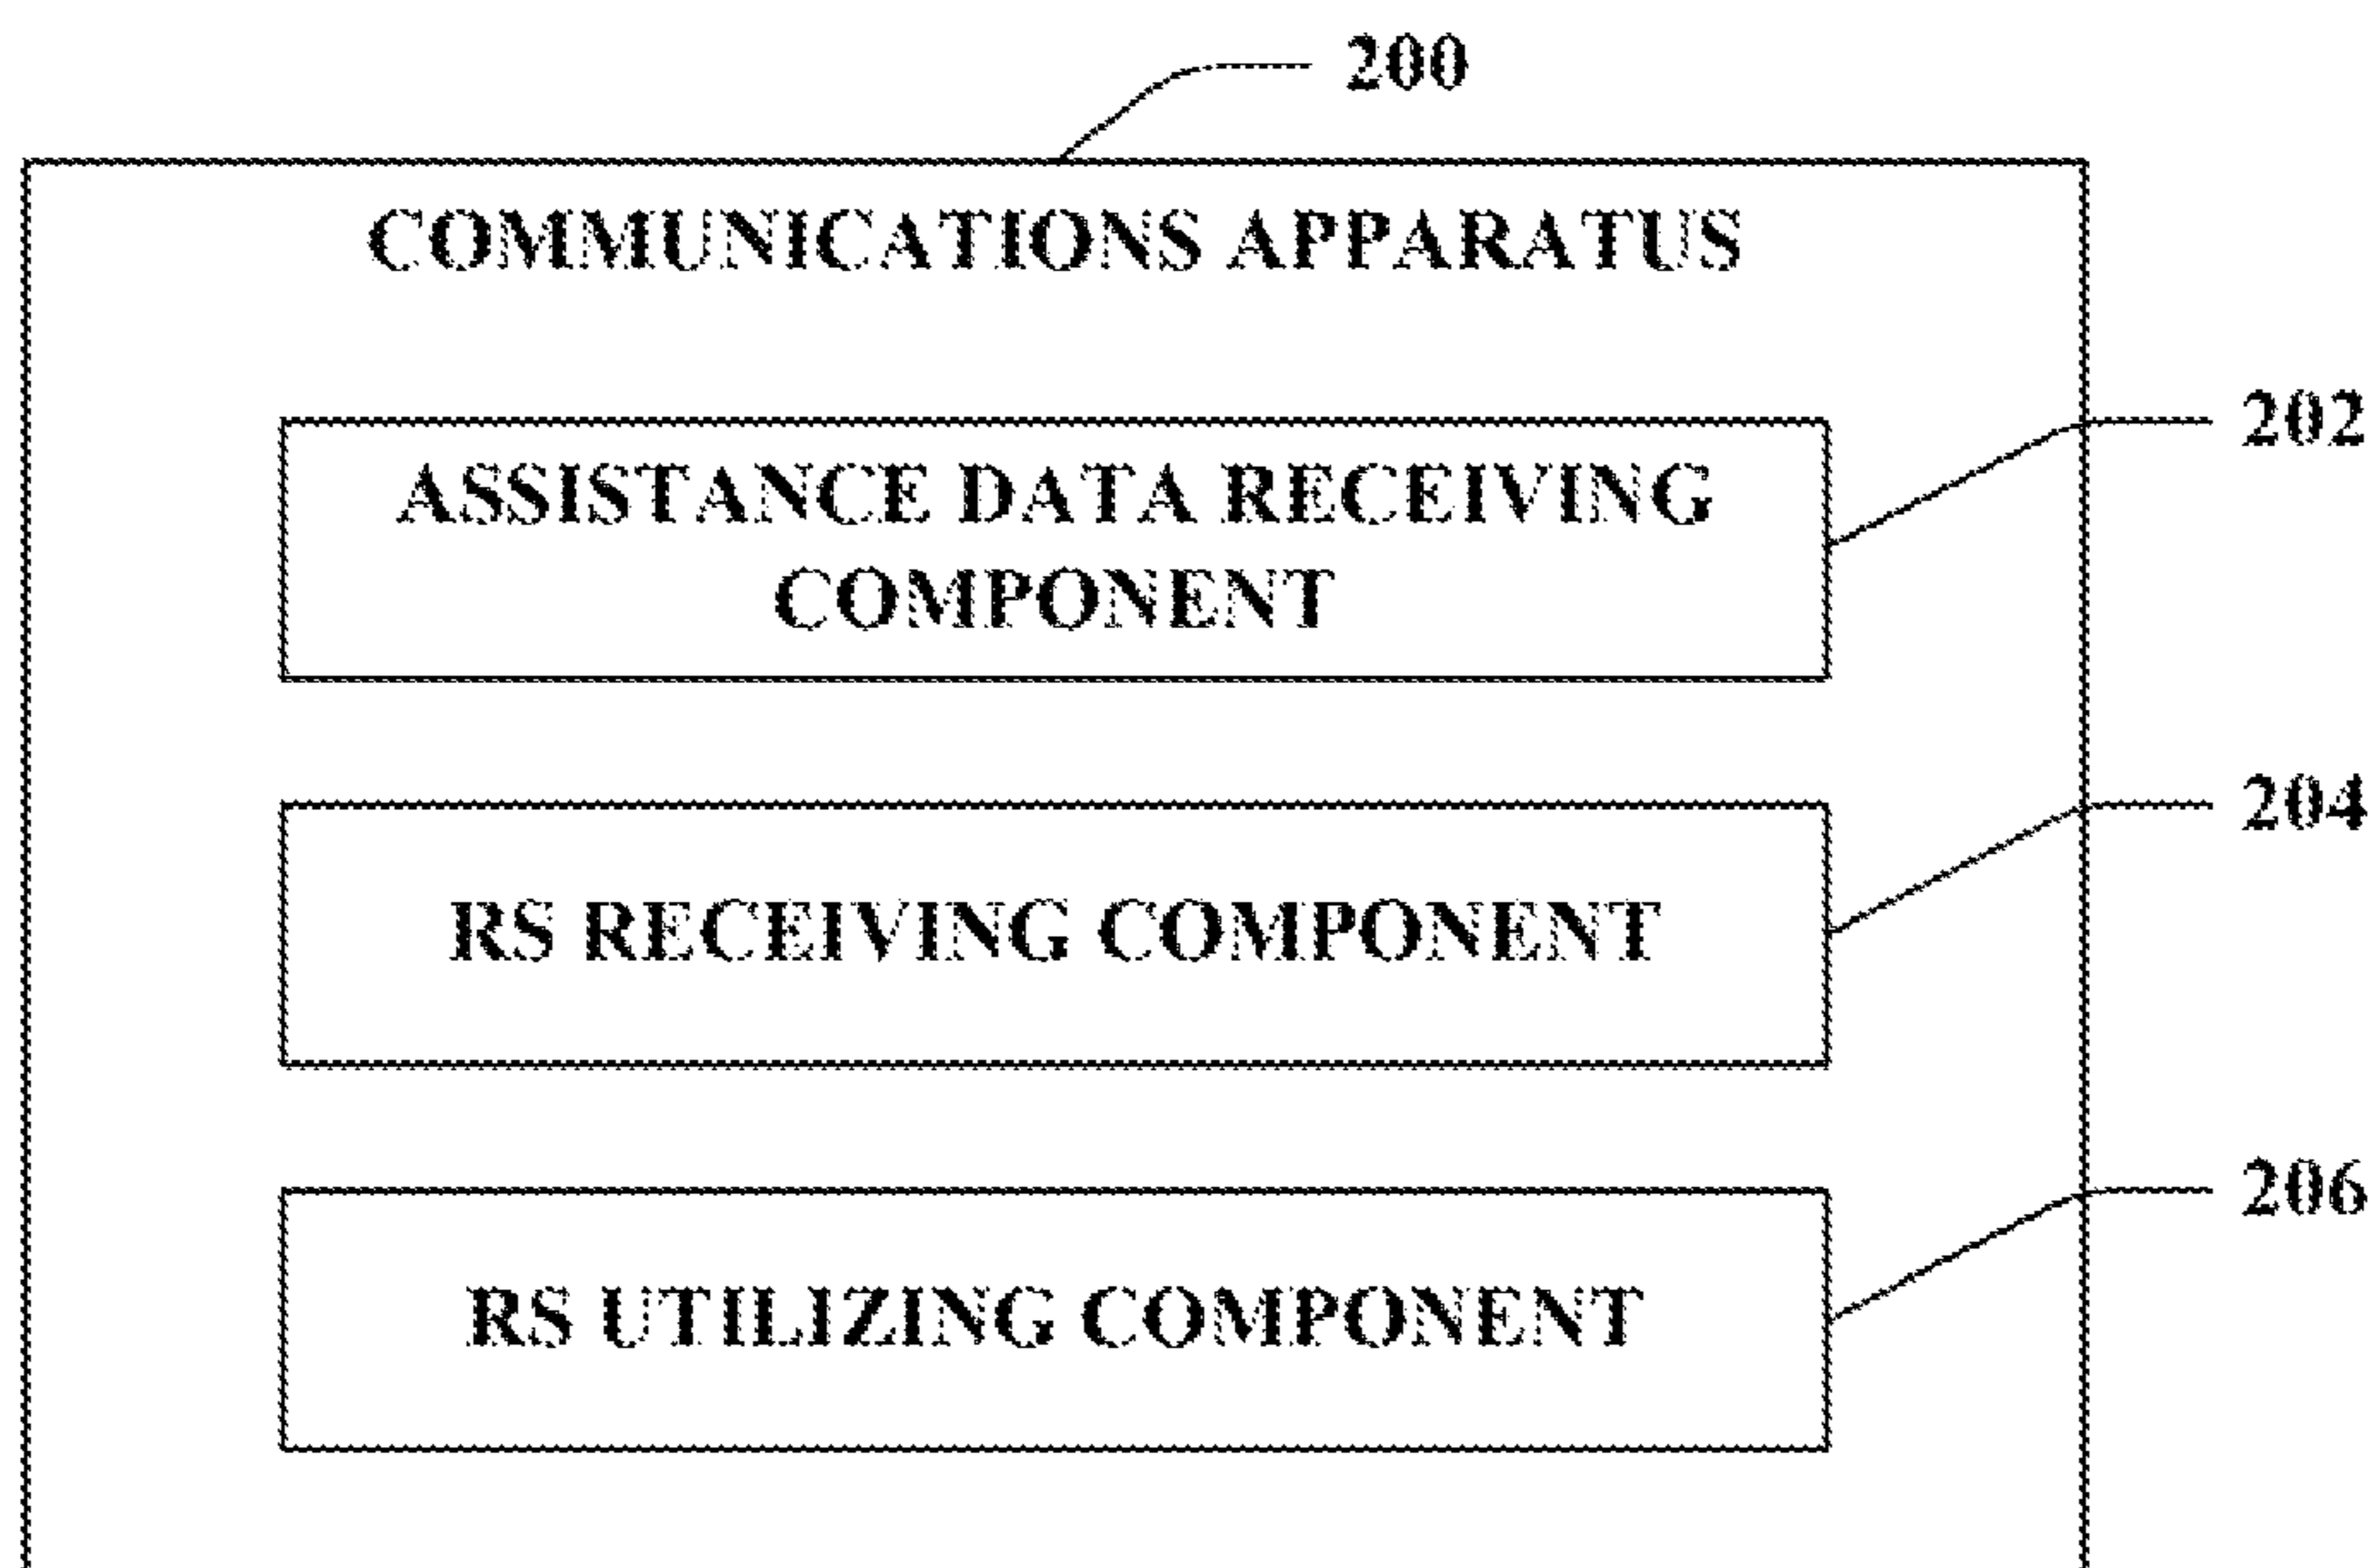 200
COMMUNICATIONS APPARATUS
202
ASSISTANCE DATA RECEIVING
COMPONENT
204
RS RECEIVING COMPONENT
206
RS UTILIZING COMPONENT